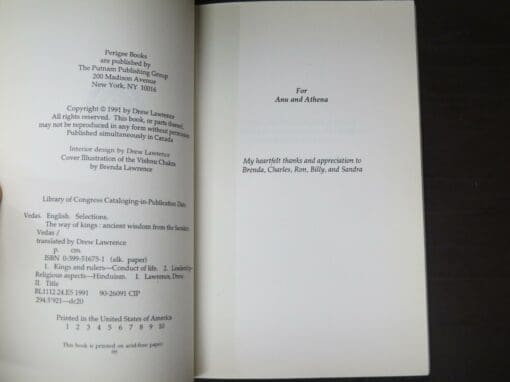 Perigee Books
are published by
The Putnam Publishing Group
200 Madison Avenue
New York, NY 10016
Copyright © 1991 by Drew Lawrence
All rights reserved. This book, or parts thereof,
may not be reproduced in any form without permission.
Published simultaneously in Canada
Interior design by Drew Lawrence
Cover Illustration of the Vishnu Chakra
by Brenda Lawrence
Library of Congress Cataloging-in-Publication Data
Vedas. English. Selections.
The way of kings : ancient wisdom from the Sanskrit
Vedas /
translated by Drew Lawrence
p. cm.
ISBN 0-399-51675-1 (alk. paper)
1. Kings and rulers—Conduct of life. 2. Leadership—
Religious aspects—Hinduism. 1. Lawrence, Drew.
II. Title
BL1112.24.E5 1991 90-26091 CIP
294.5'921—dc20
Printed in the United States of America
1 2 3 4 5 6 7 8 9 10
This book is printed on acid-free paper.
For
Anu and Athena
My heartfelt thanks and appreciation to
Brenda, Charles, Ron, Billy, and Sandra